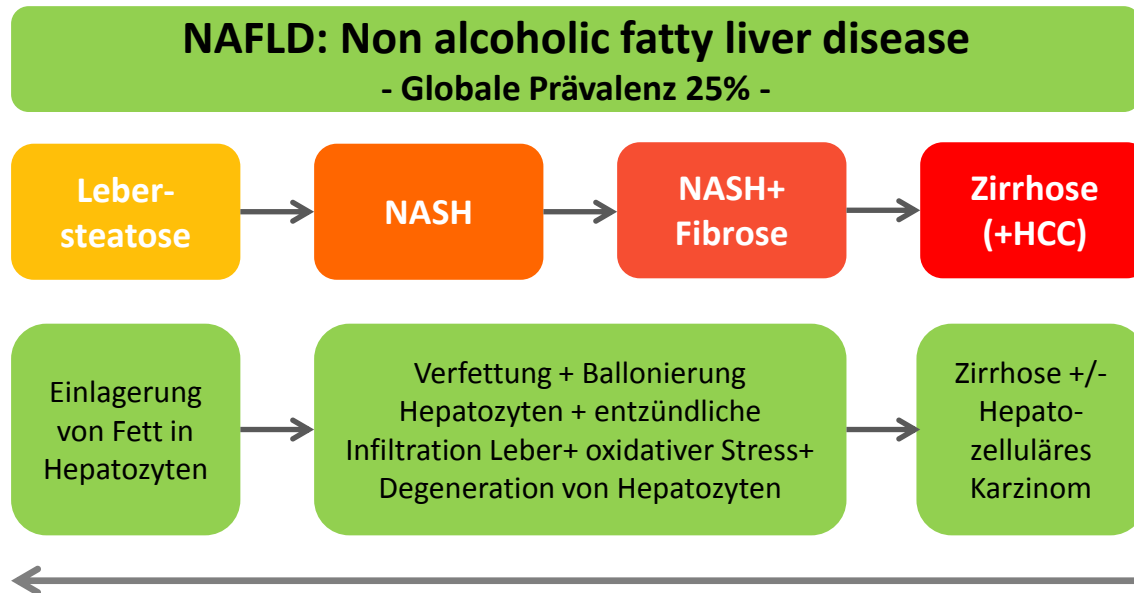 NAFLD: Non alcoholic fatty liver disease
- Globale Prävalenz 25% -
Leber-
steatose
NASH
NASH+
Fibrose
Zirrhose
(+HCC)
Einlagerung
von Fett in
Hepatozyten
Verfettung + Ballonierung
Hepatozyten + entzündliche
Infiltration Leber+ oxidativer Stress+
Degeneration von Hepatozyten
Zirrhose +/-
Hepato-
zelluläres
Karzinom